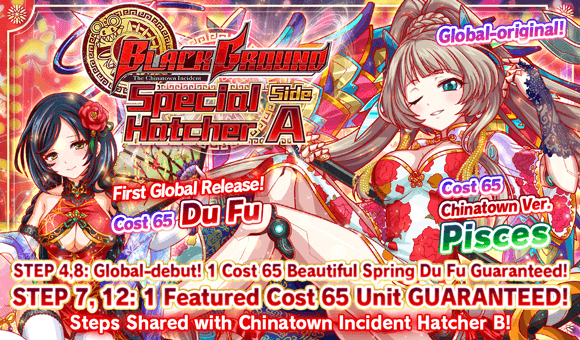 Global-original!
BLACK GROUND
The Chinatown Incident
Special Side
Hatcher A
First Global Release!
Cost 65 Du Fu
Cost 65
Chinatown Ver.
Pisces
STEP 4,8: Global-debut! 1 Cost 65 Beautiful Spring Du Fu Guaranteed!
STEP 7, 12: 1 Featured Cost 65 Unit GUARANTEED!
Steps Shared with Chinatown Incident Hatcher B!